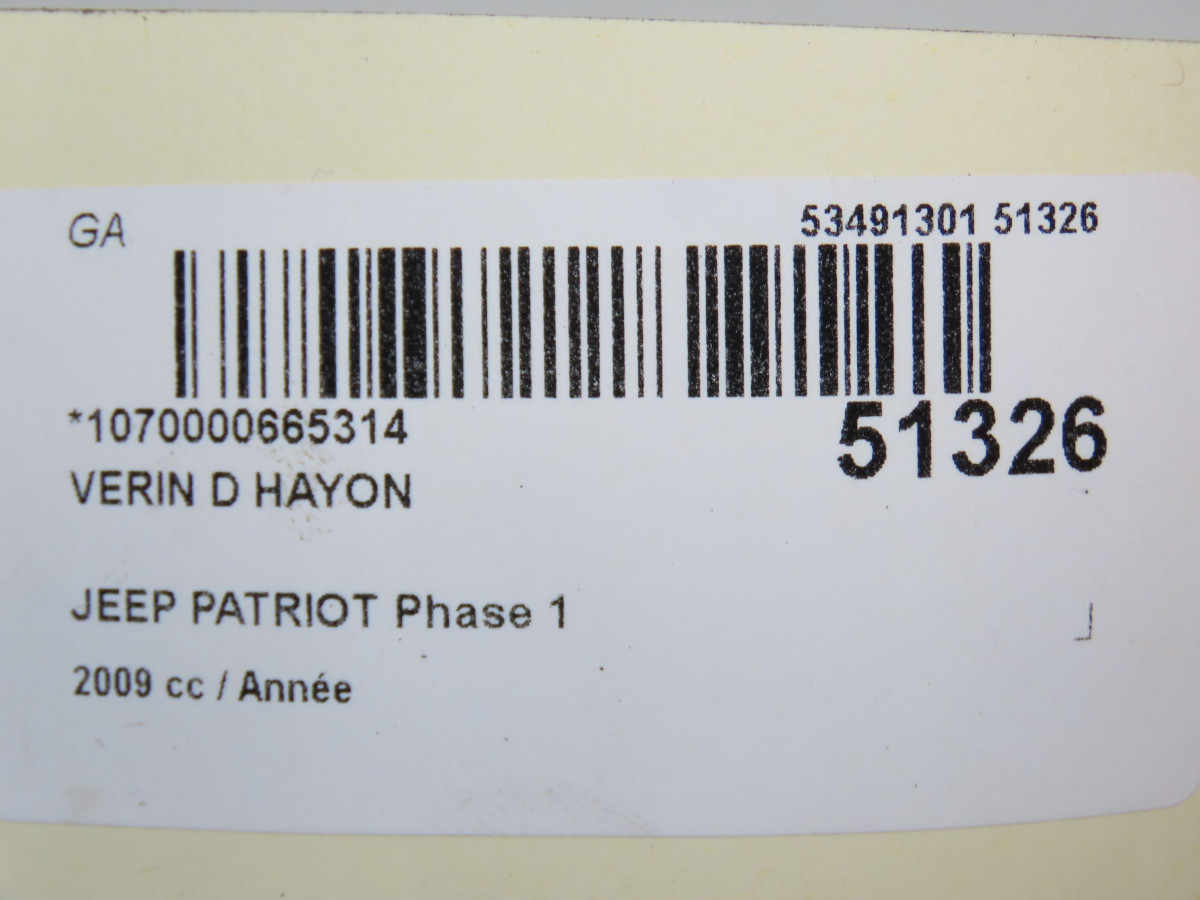 GA
53491301 51326
*1070000665314
51326
VERIN D HAYON
JEEP PATRIOT Phase 1
2009 cc / Année